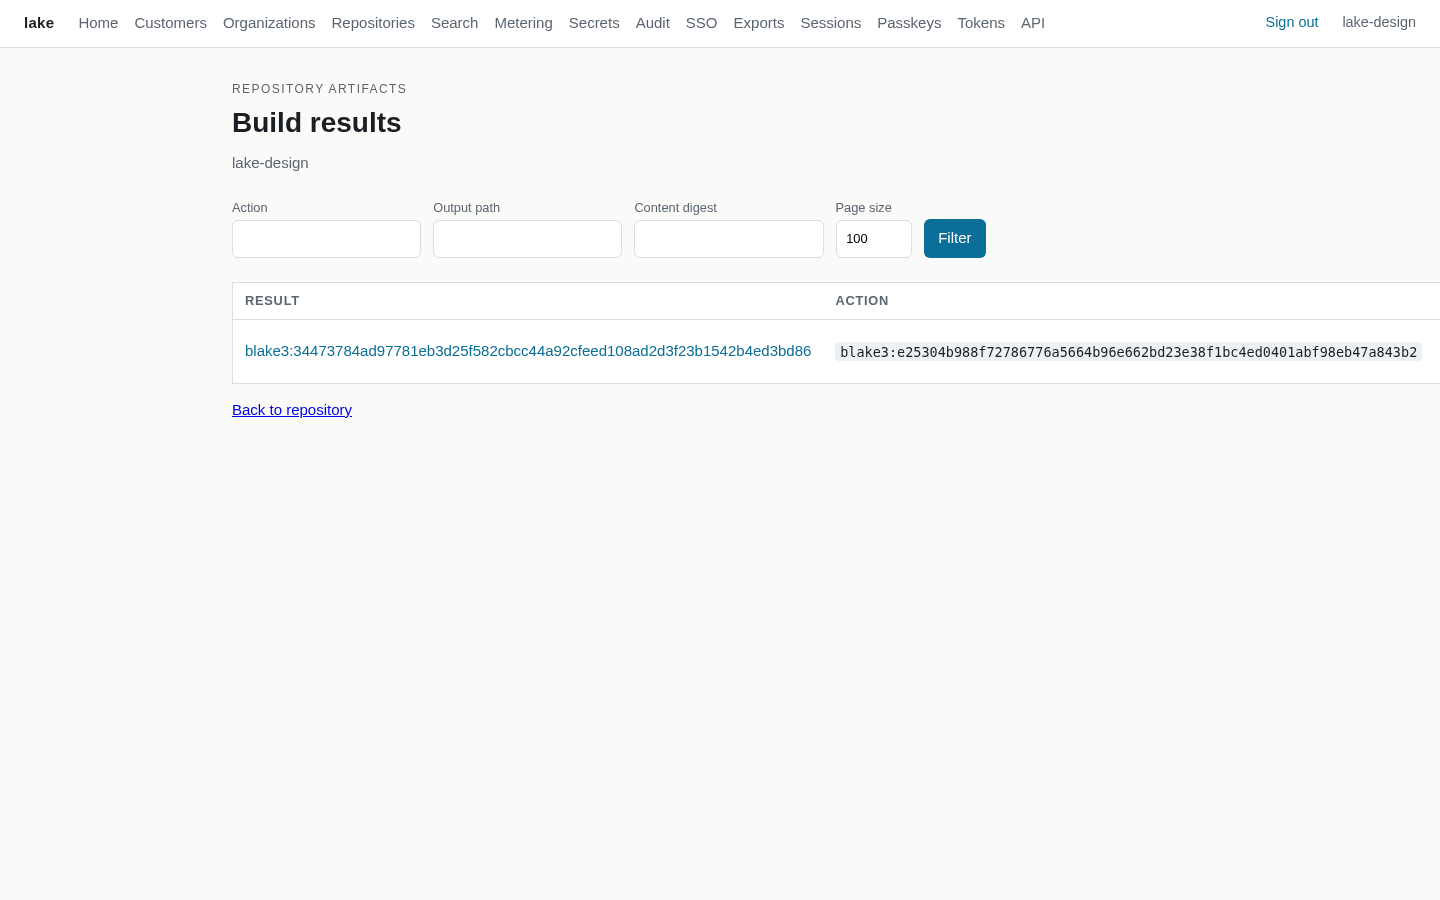 lake Home Customers Organizations Repositories Search Metering Secrets Audit SSO Exports Sessions Passkeys Tokens API Sign out lake-design
REPOSITORY ARTIFACTS
Build results
lake-design
Action Output path Content digest Page size
100 Filter
RESULT ACTION
blake3:34473784ad97781eb3d25f582cbcc44a92cfeed108ad2d3f23b1542b4ed3bd86 blake3:e25304b988f72786776a5664b96e662bd23e38f1bc4ed0401abf98eb47a843b2
Back to repository